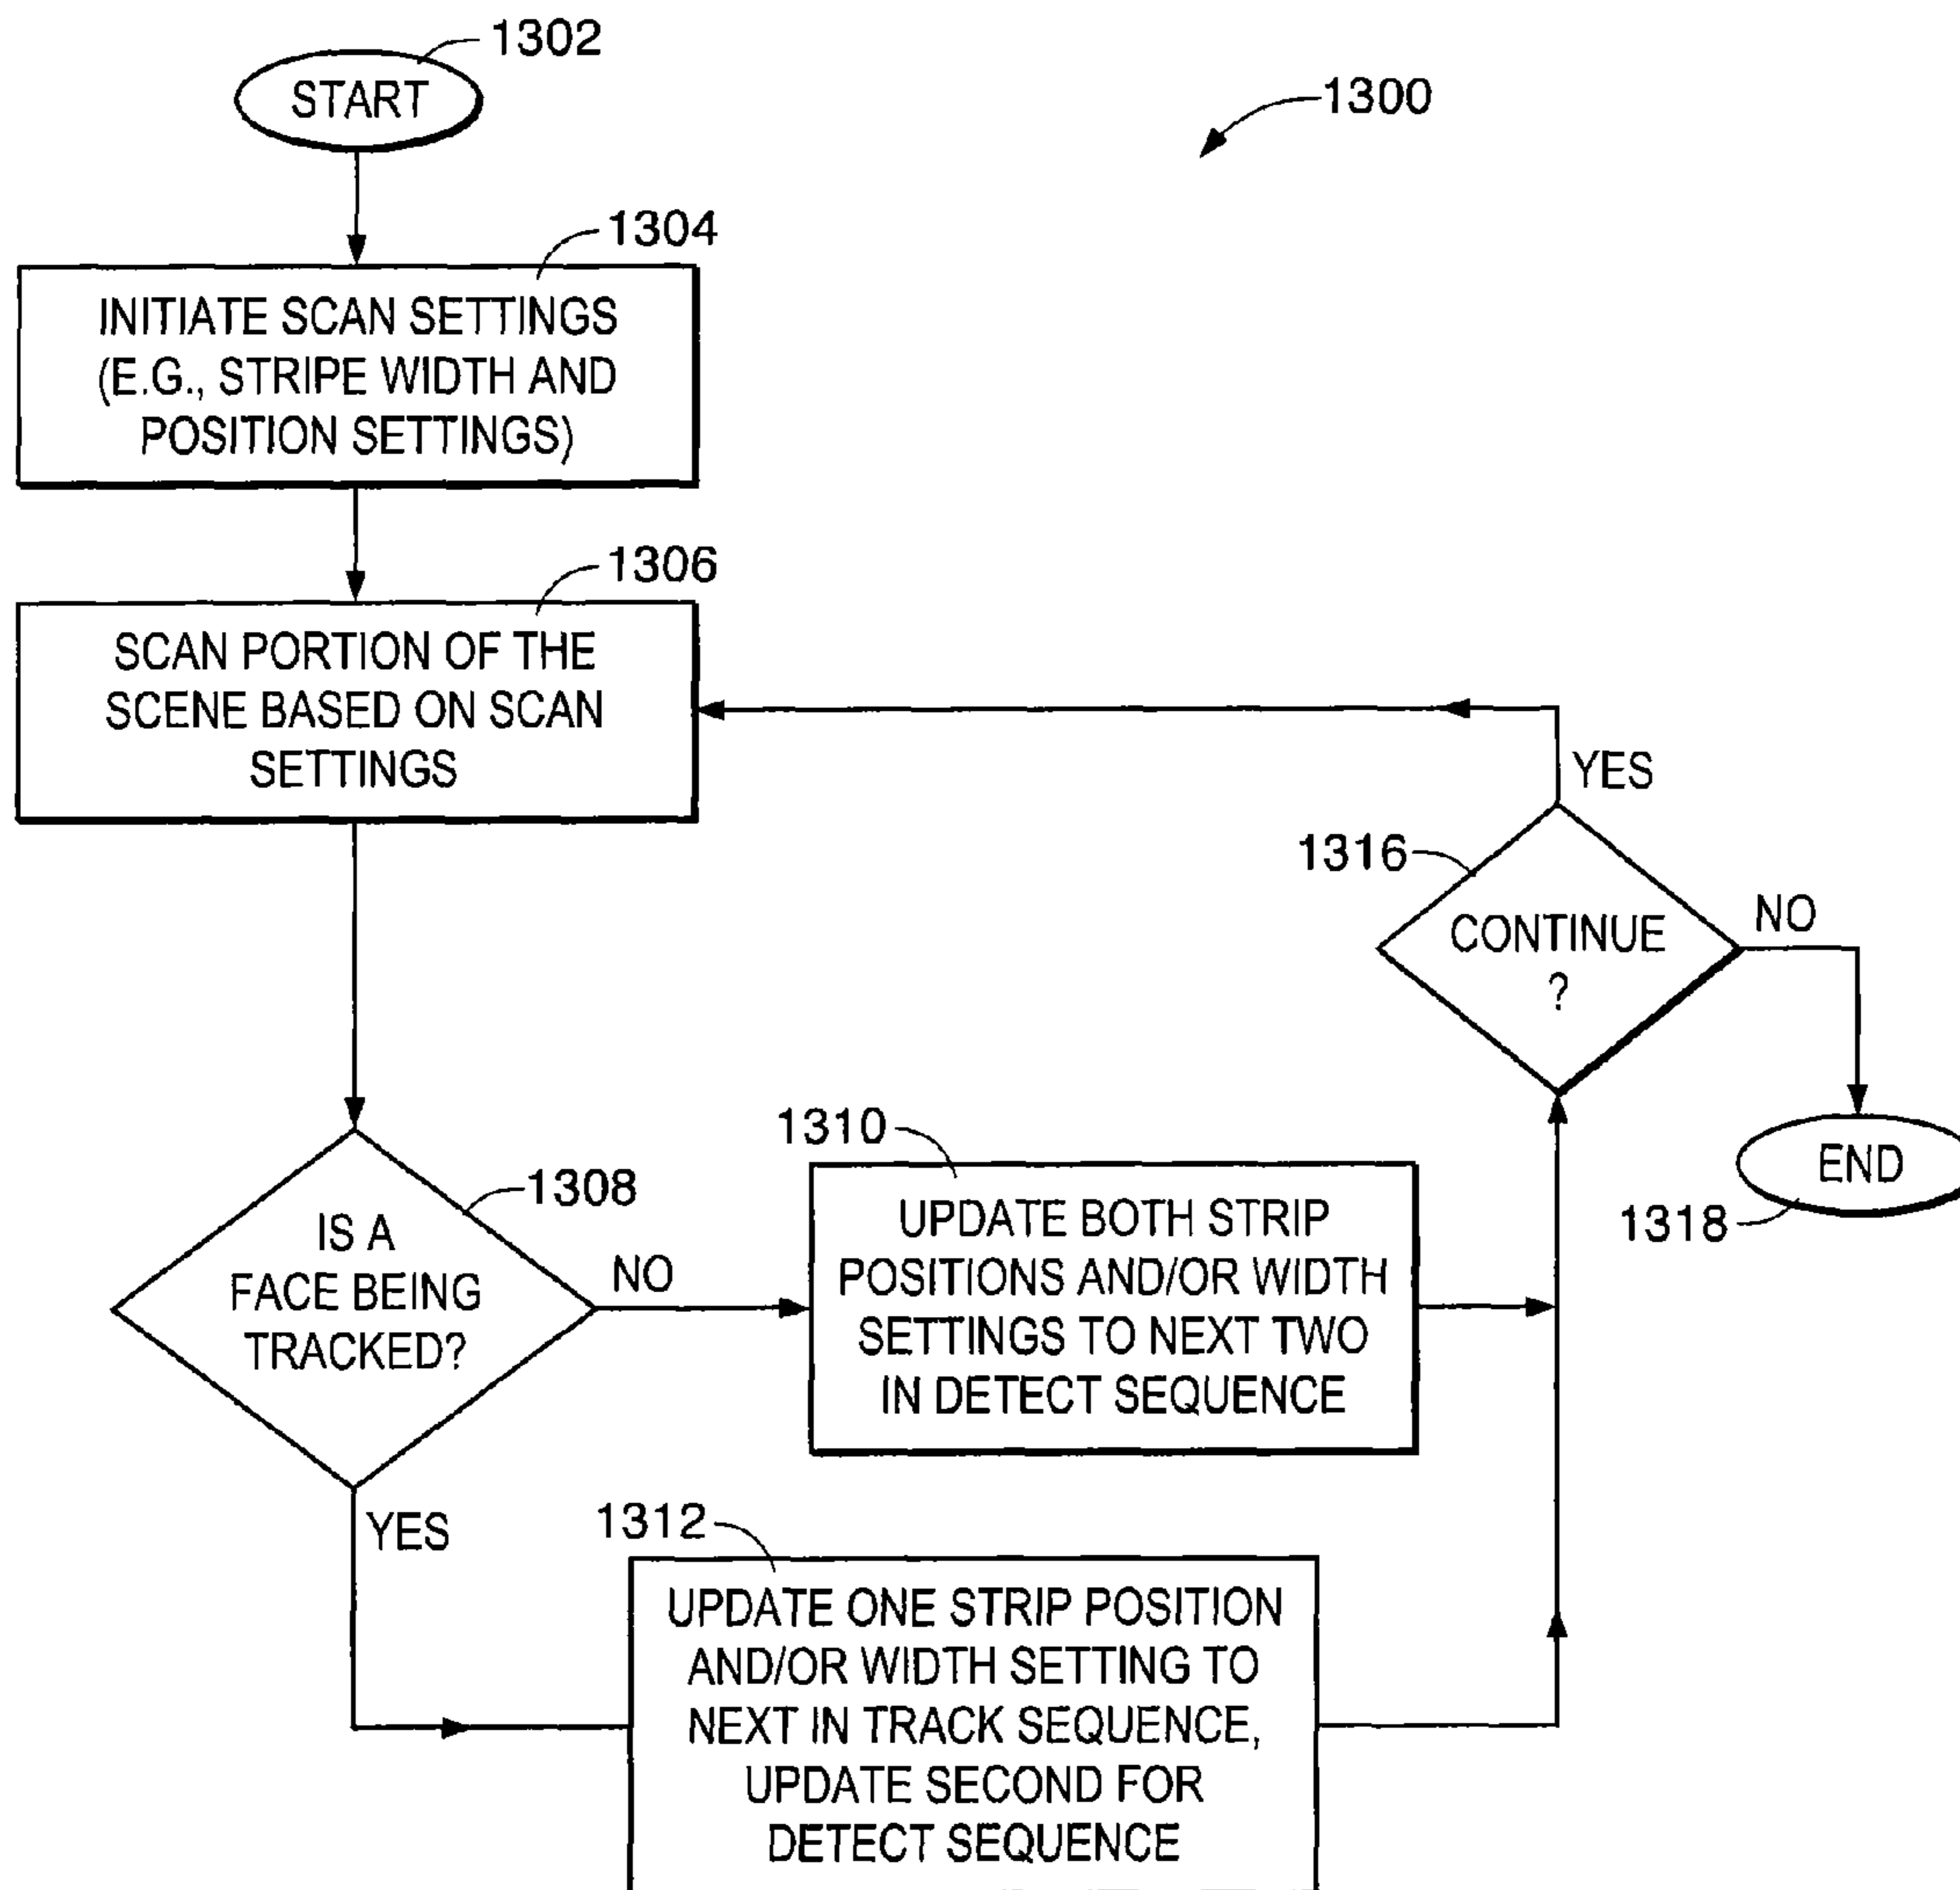 1302
START
1300
1304
INITIATE SCAN SETTINGS
(E.G., STRIPE WIDTH AND
POSITION SETTINGS)
1306
SCAN PORTION OF THE
SCENE BASED ON SCAN
SETTINGS
YES
1316
CONTINUE
?
NO
END
1318
1308
IS A
FACE BEING
TRACKED?
NO
1310
UPDATE BOTH STRIP
POSITIONS AND/OR WIDTH
SETTINGS TO NEXT TWO
IN DETECT SEQUENCE
YES
1312
UPDATE ONE STRIP POSITION
AND/OR WIDTH SETTING TO
NEXT IN TRACK SEQUENCE,
UPDATE SECOND FOR
DETECT SEQUENCE